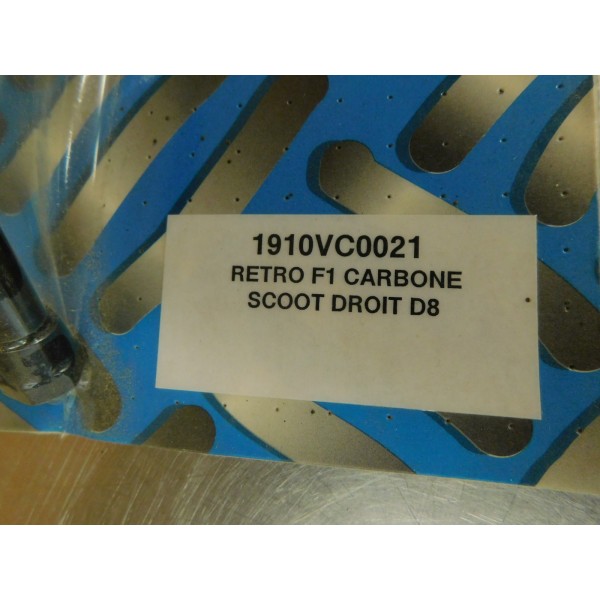 1910VC0021
RETRO F1 CARBONE
SCOOT DROIT D8